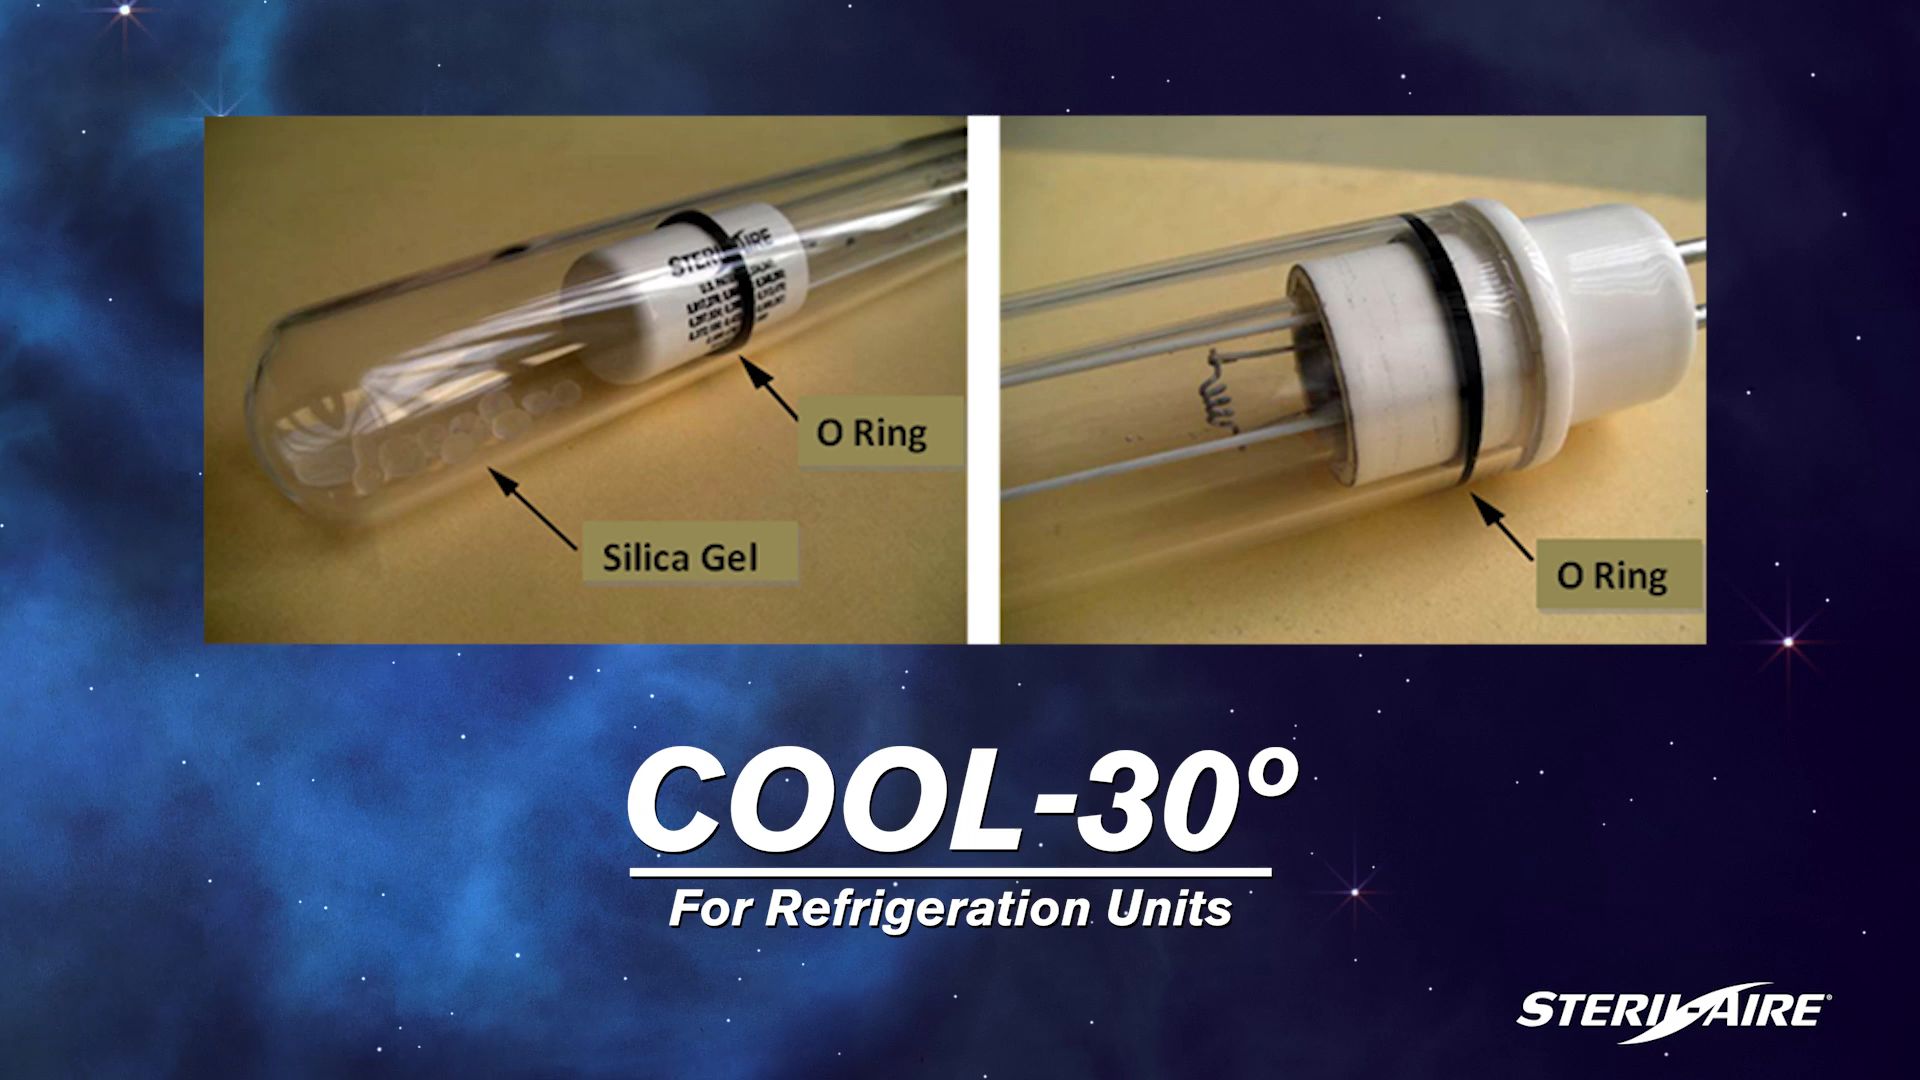 STERIL-AIRE
O Ring
Silica Gel
O Ring
COOL-30º
For Refrigeration Units
STERIL-AIRE®